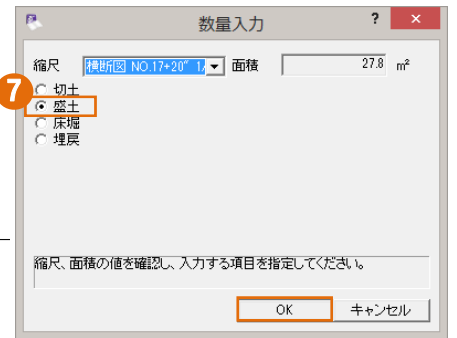 数量入力 ? ×
縮尺 横断図 NO.17+20" 1/ 面積 27.8 m²
7
切土
盛土
床堀
埋戻
縮尺、面積の値を確認し、入力する項目を指定してください。
OK キャンセル